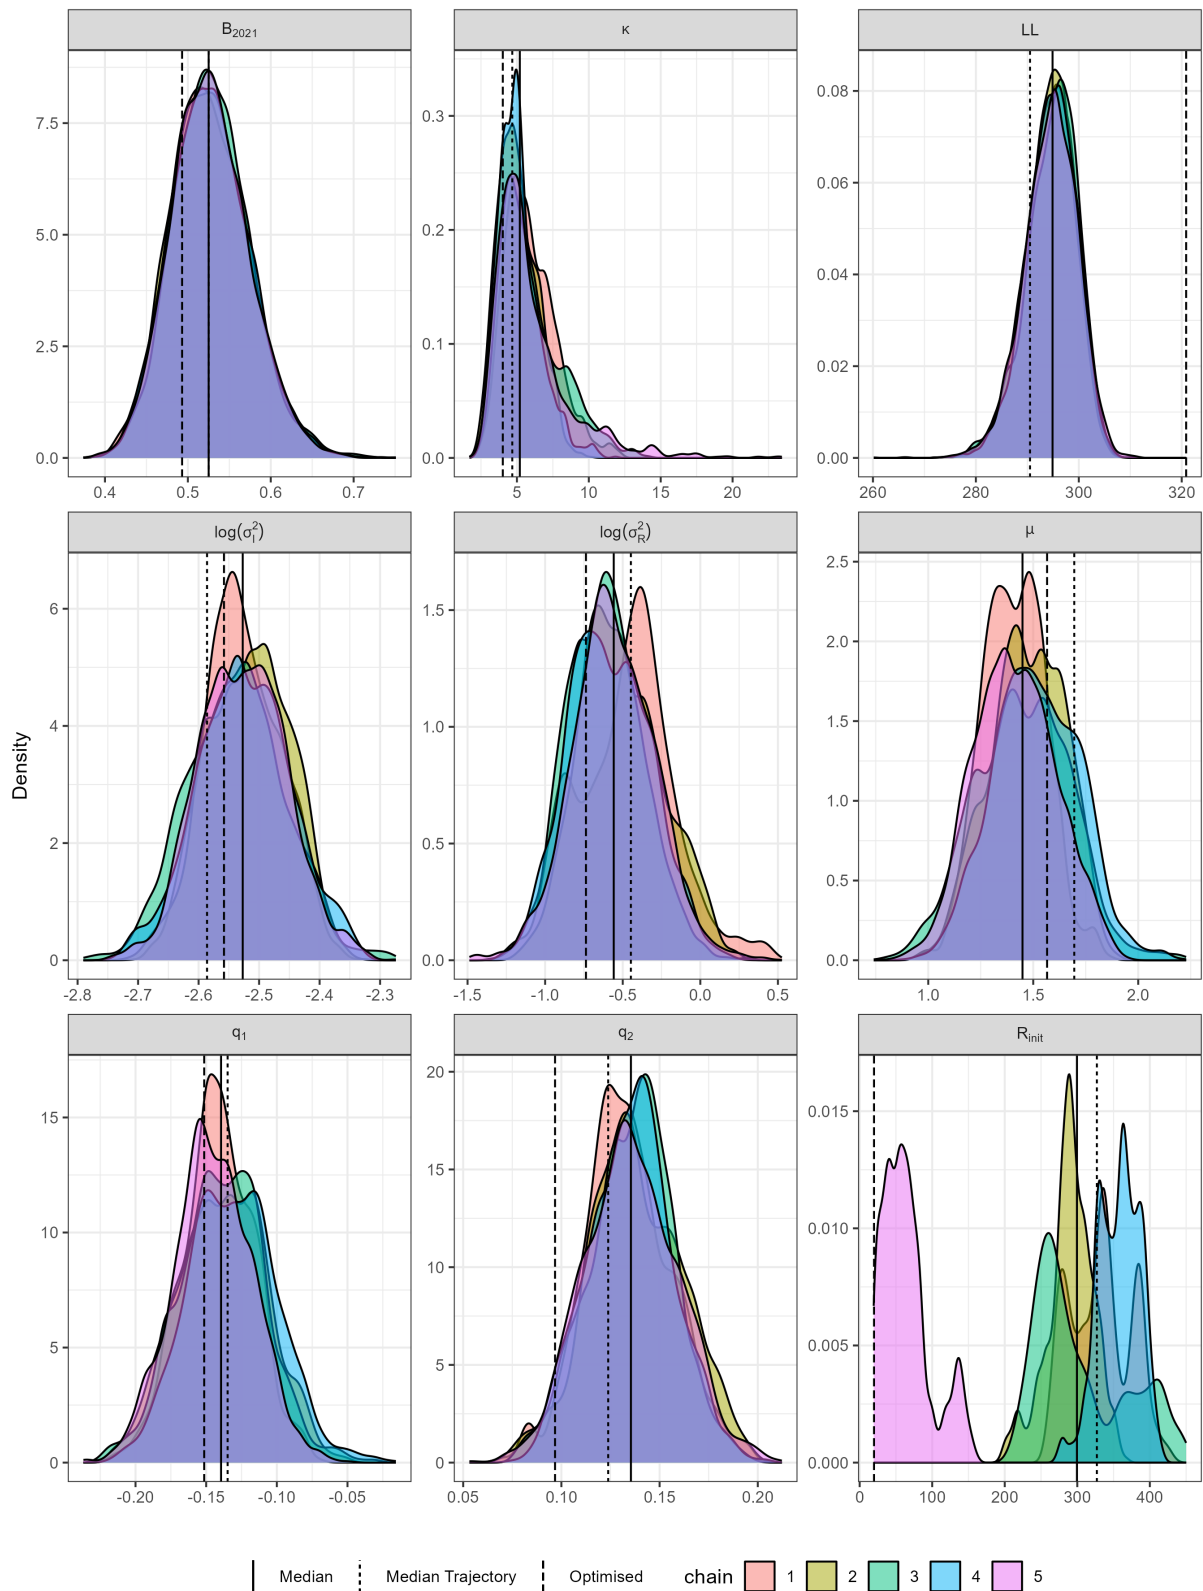 B2021 κ LL
0.0 2.5 5.0 7.5
0.4 0.5 0.6 0.7
0.0 0.1 0.2 0.3
5 10 15 20
0.00 0.02 0.04 0.06 0.08
260 280 300 320
log(σ²I) log(σ²R) μ
Density
0 2 4 6
-2.8 -2.7 -2.6 -2.5 -2.4 -2.3
0.0 0.5 1.0 1.5
-1.5 -1.0 -0.5 0.0 0.5
0.0 0.5 1.0 1.5 2.0 2.5
1.0 1.5 2.0
q1 q2 Rinit
0 5 10 15
-0.20 -0.15 -0.10 -0.05
0 5 10 15 20
0.05 0.10 0.15 0.20
0.000 0.005 0.010 0.015
0 100 200 300 400
Median Median Trajectory Optimised chain 1 2 3 4 5